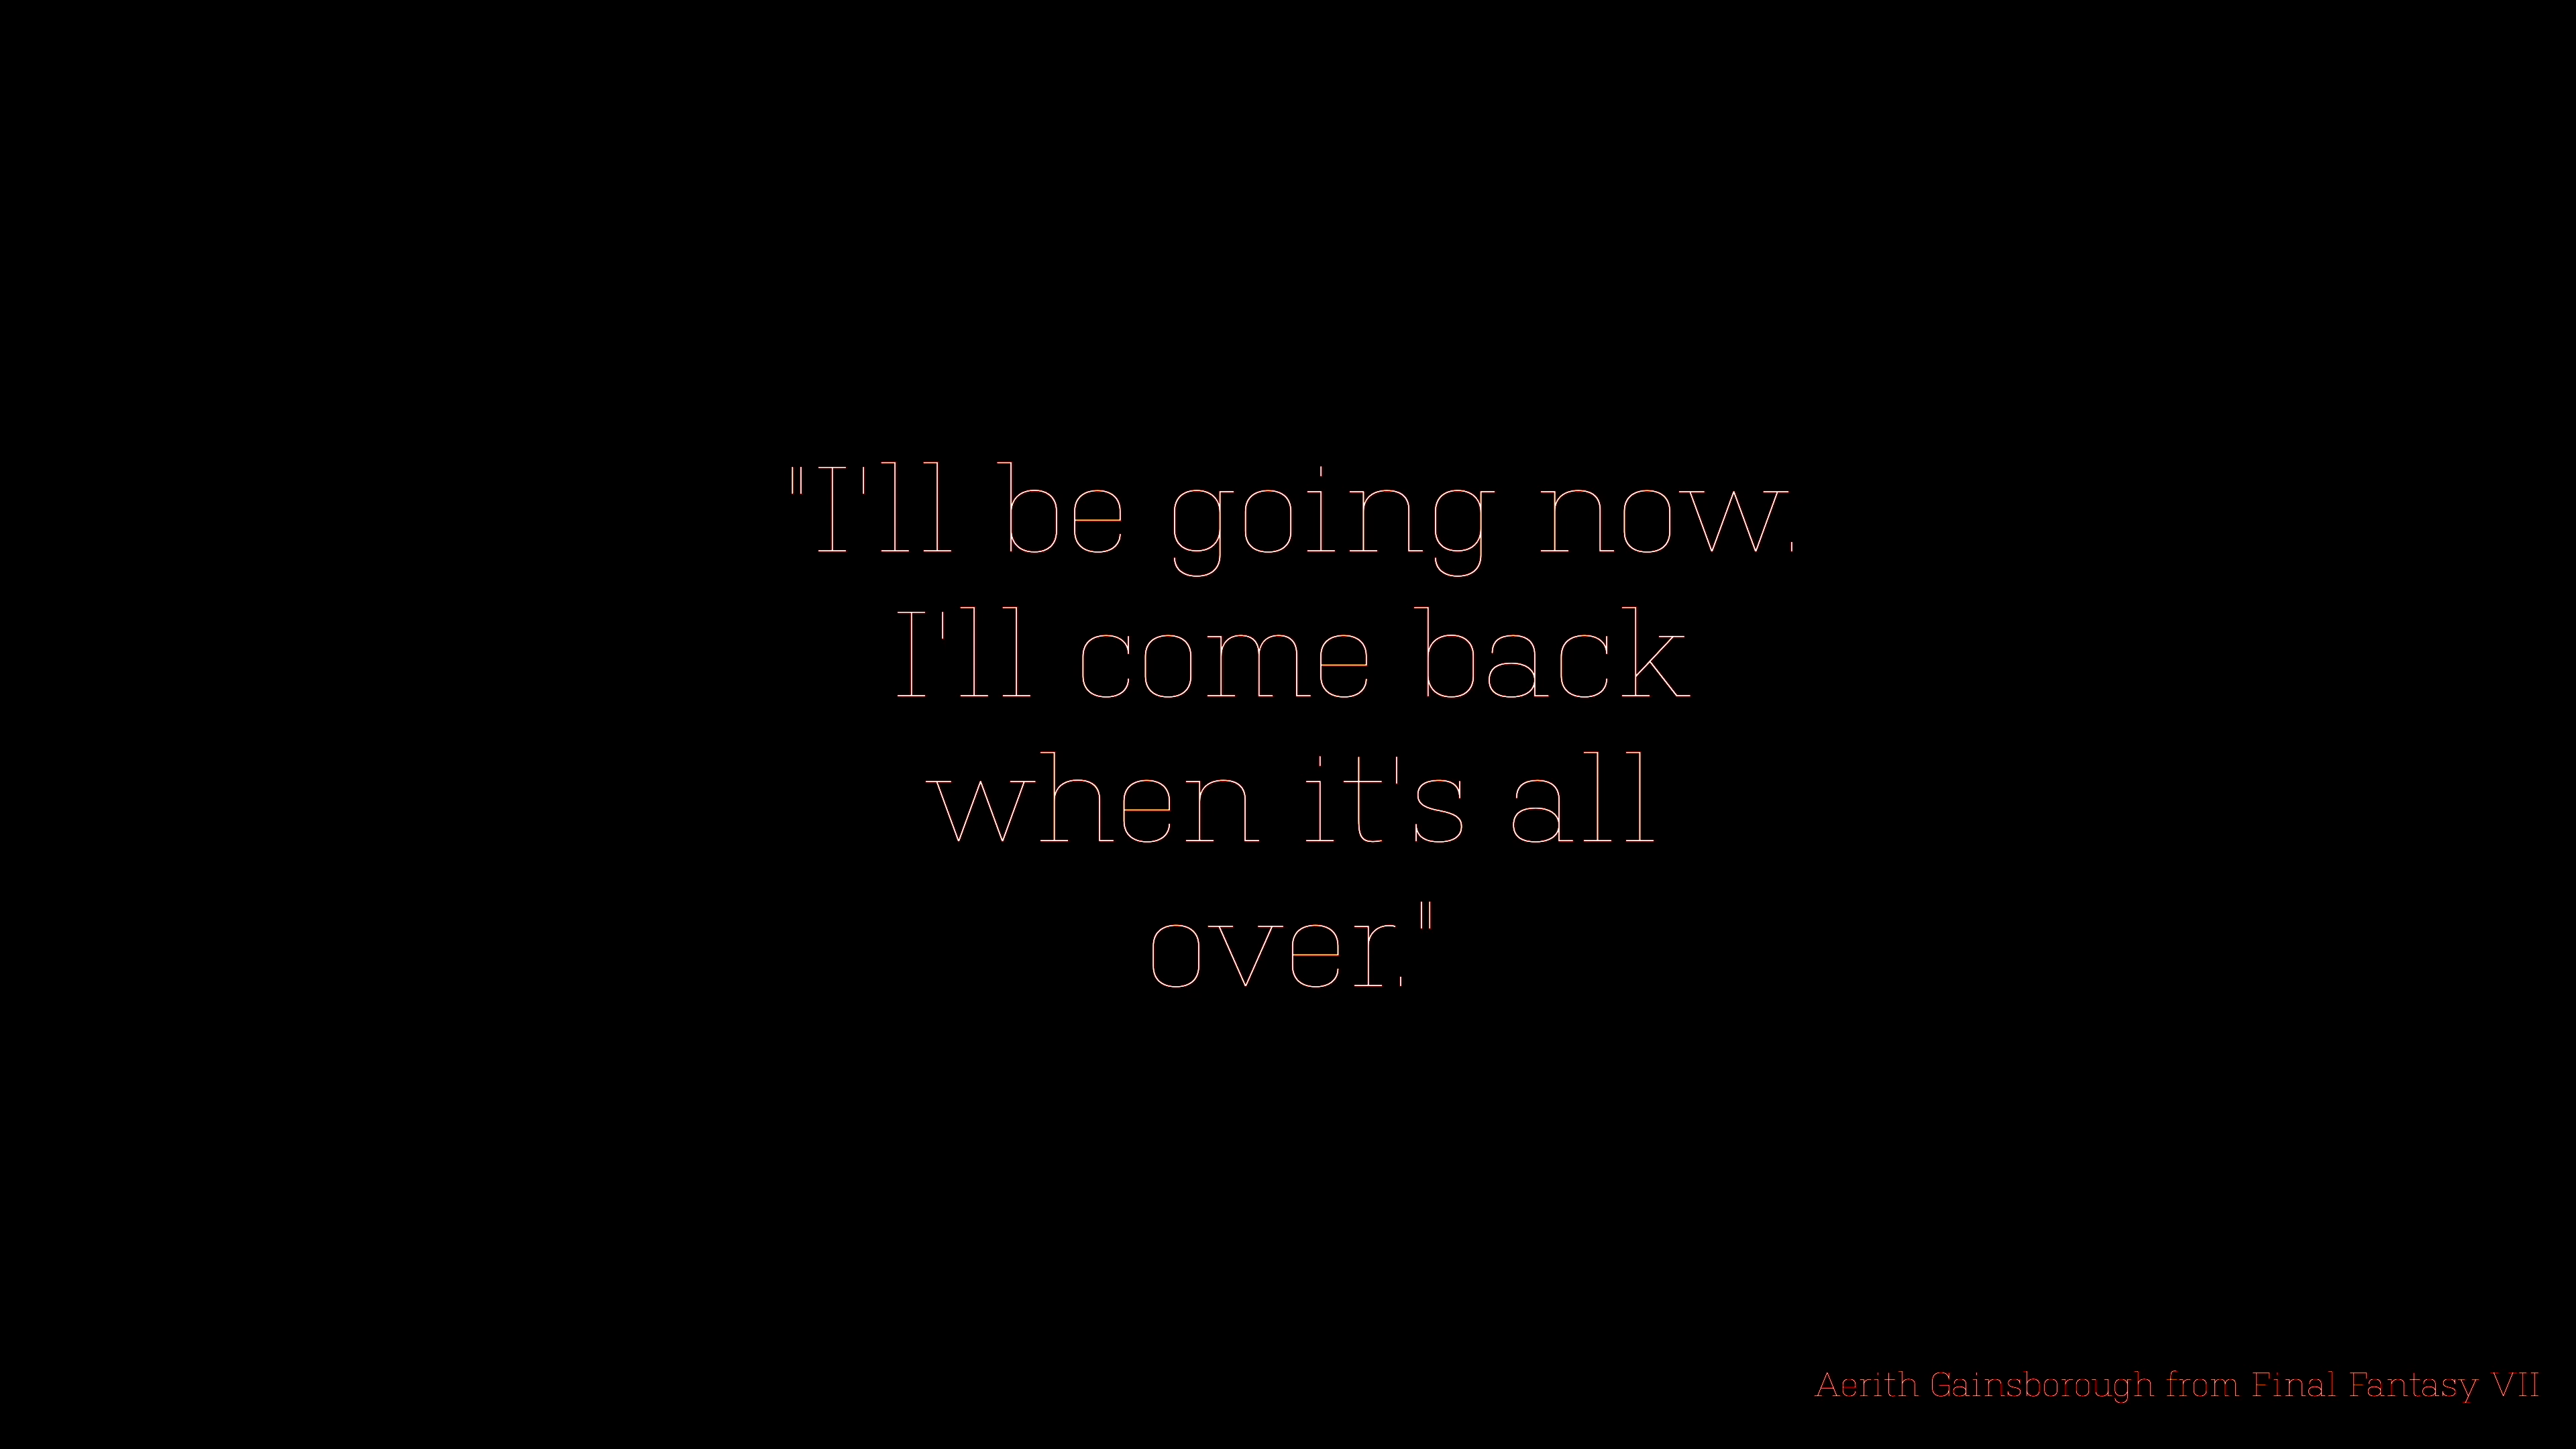 "I'll be going now.
I'll come back
when it's all
over."
Aerith Gainsborough from Final Fantasy VII